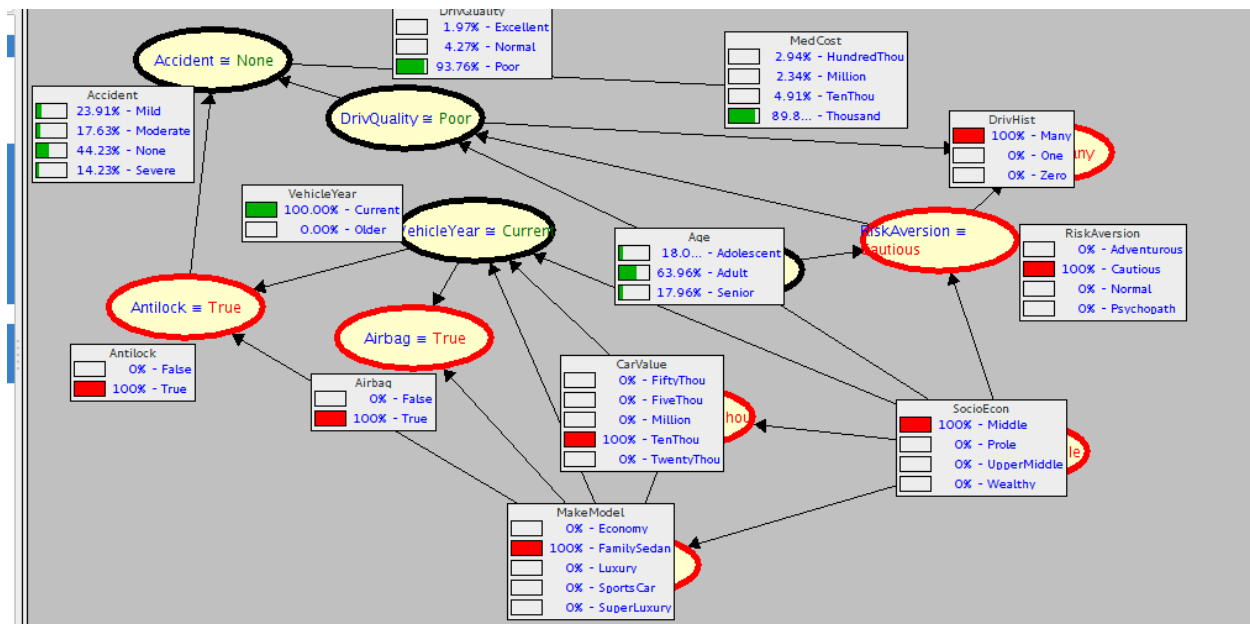 DrivQuality
1.97% - Excellent
4.27% - Normal
93.76% - Poor
Accident ≅ None
MedCost
2.94% - HundredThou
2.34% - Million
4.91% - TenThou
89.8... - Thousand
Accident
23.91% - Mild
17.63% - Moderate
44.23% - None
14.23% - Severe
DrivQuality ≅ Poor
DrivHist
100% - Many
0% - One
0% - Zero
any
VehicleYear
100.00% - Current
0.00% - Older
VehicleYear ≅ Current
Age
18.0... - Adolescent
63.96% - Adult
17.96% - Senior
RiskAversion ≡
Cautious
RiskAversion
0% - Adventurous
100% - Cautious
0% - Normal
0% - Psychopath
Antilock ≡ True
Airbag ≡ True
Antilock
0% - False
100% - True
Airbag
0% - False
100% - True
CarValue
0% - FiftyThou
0% - FiveThou
0% - Million
100% - TenThou
0% - TwentyThou
hou
SocioEcon
100% - Middle
0% - Prole
0% - UpperMiddle
0% - Wealthy
le
MakeModel
0% - Economy
100% - FamilySedan
0% - Luxury
0% - SportsCar
0% - SuperLuxury